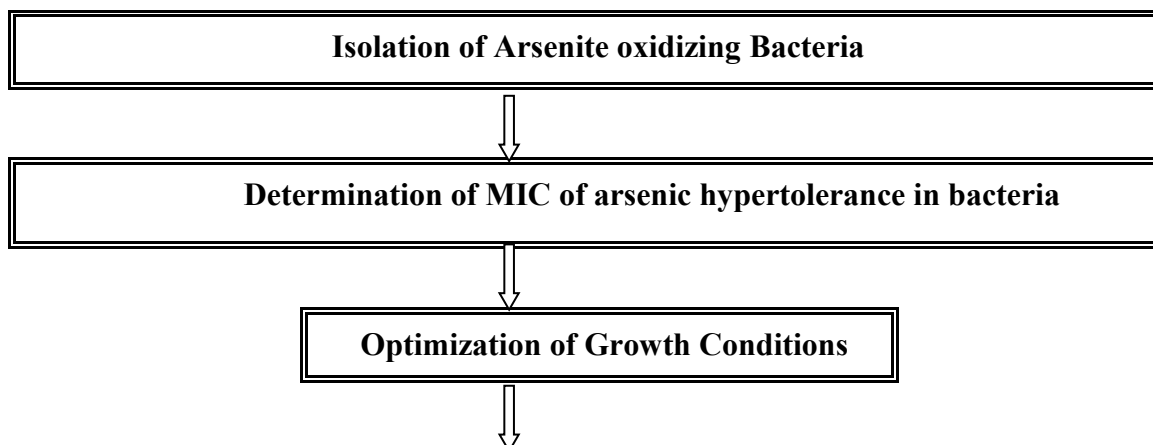 Isolation of Arsenite oxidizing Bacteria
Determination of MIC of arsenic hypertolerance in bacteria
Optimization of Growth Conditions